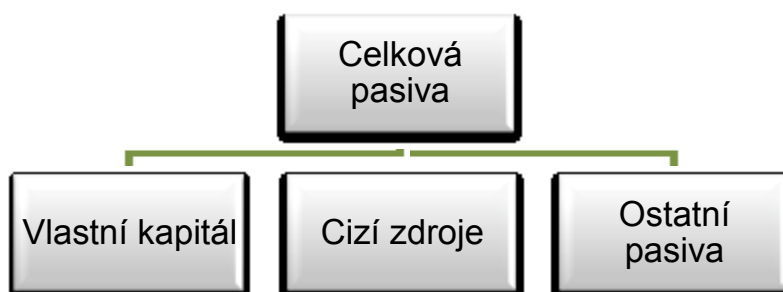 Celková
pasiva
Vlastní kapitál
Cizí zdroje
Ostatní
pasiva